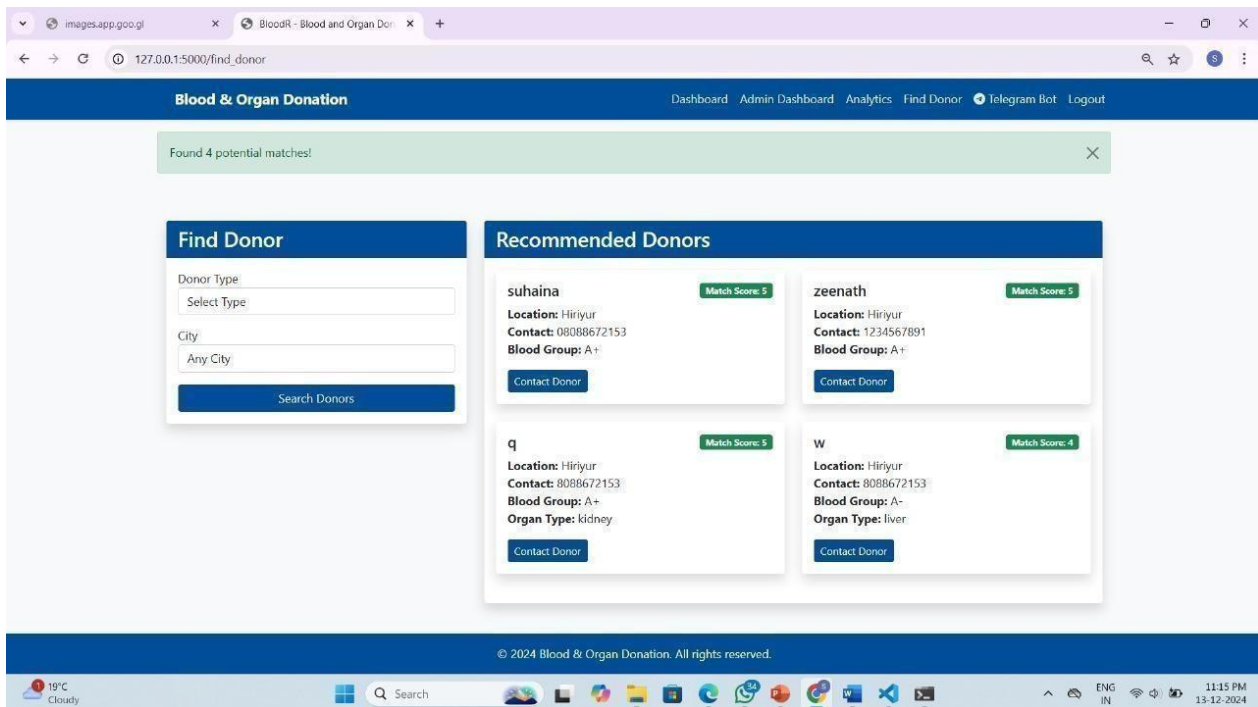 images.app.goo.gl
BloodR - Blood and Organ Don
127.0.0.1:5000/find_donor
S
Blood & Organ Donation
Dashboard Admin Dashboard Analytics Find Donor Telegram Bot Logout
Found 4 potential matches!
Find Donor
Donor Type
Select Type
City
Any City
Search Donors
Recommended Donors
suhaina
Match Score: 5
Location: Hiriyur
Contact: 08088672153
Blood Group: A+
Contact Donor
zeenath
Match Score: 5
Location: Hiriyur
Contact: 1234567891
Blood Group: A+
Contact Donor
q
Match Score: 5
Location: Hiriyur
Contact: 8088672153
Blood Group: A+
Organ Type: kidney
Contact Donor
w
Match Score: 4
Location: Hiriyur
Contact: 8088672153
Blood Group: A-
Organ Type: liver
Contact Donor
© 2024 Blood & Organ Donation. All rights reserved.
1
19°C
Cloudy
Search
34
ENG
IN
11:15 PM
13-12-2024